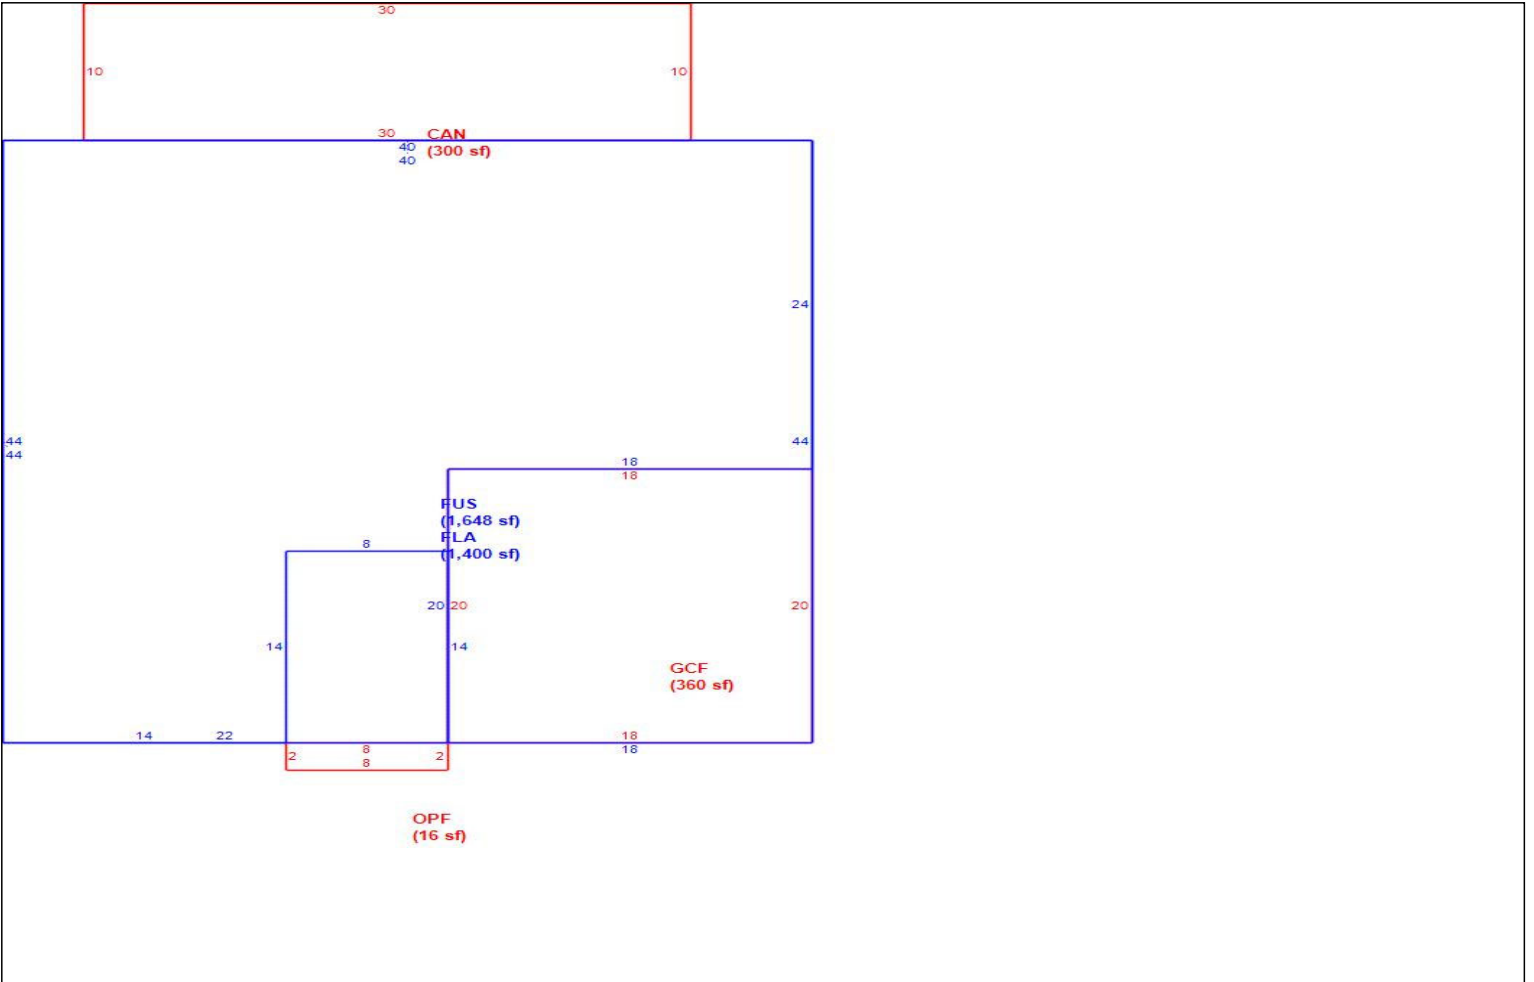 30
10 10
30 CAN
40 (300 sf)
40
24
44 44
44
18
18
FUS
(1,648 sf)
8 FLA
(1,400 sf)
20 20 20
14 14
GCF
(360 sf)
14 22 18
2 8 2 18
8
OPF
(16 sf)